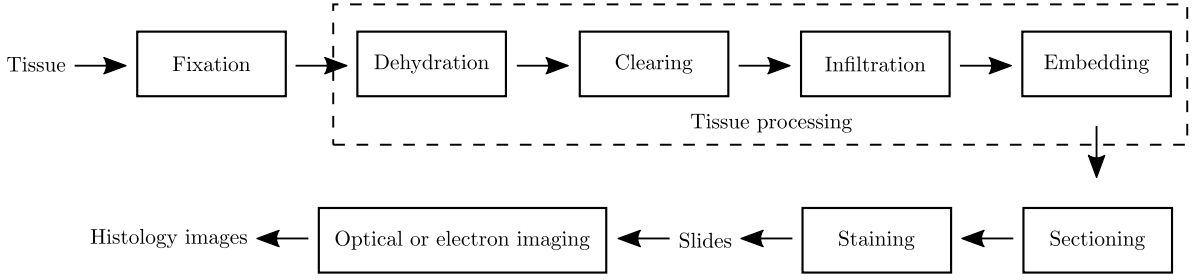 Tissue
Fixation
Dehydration
Clearing
Infiltration
Embedding
Tissue processing
Histology images
Optical or electron imaging
Slides
Staining
Sectioning